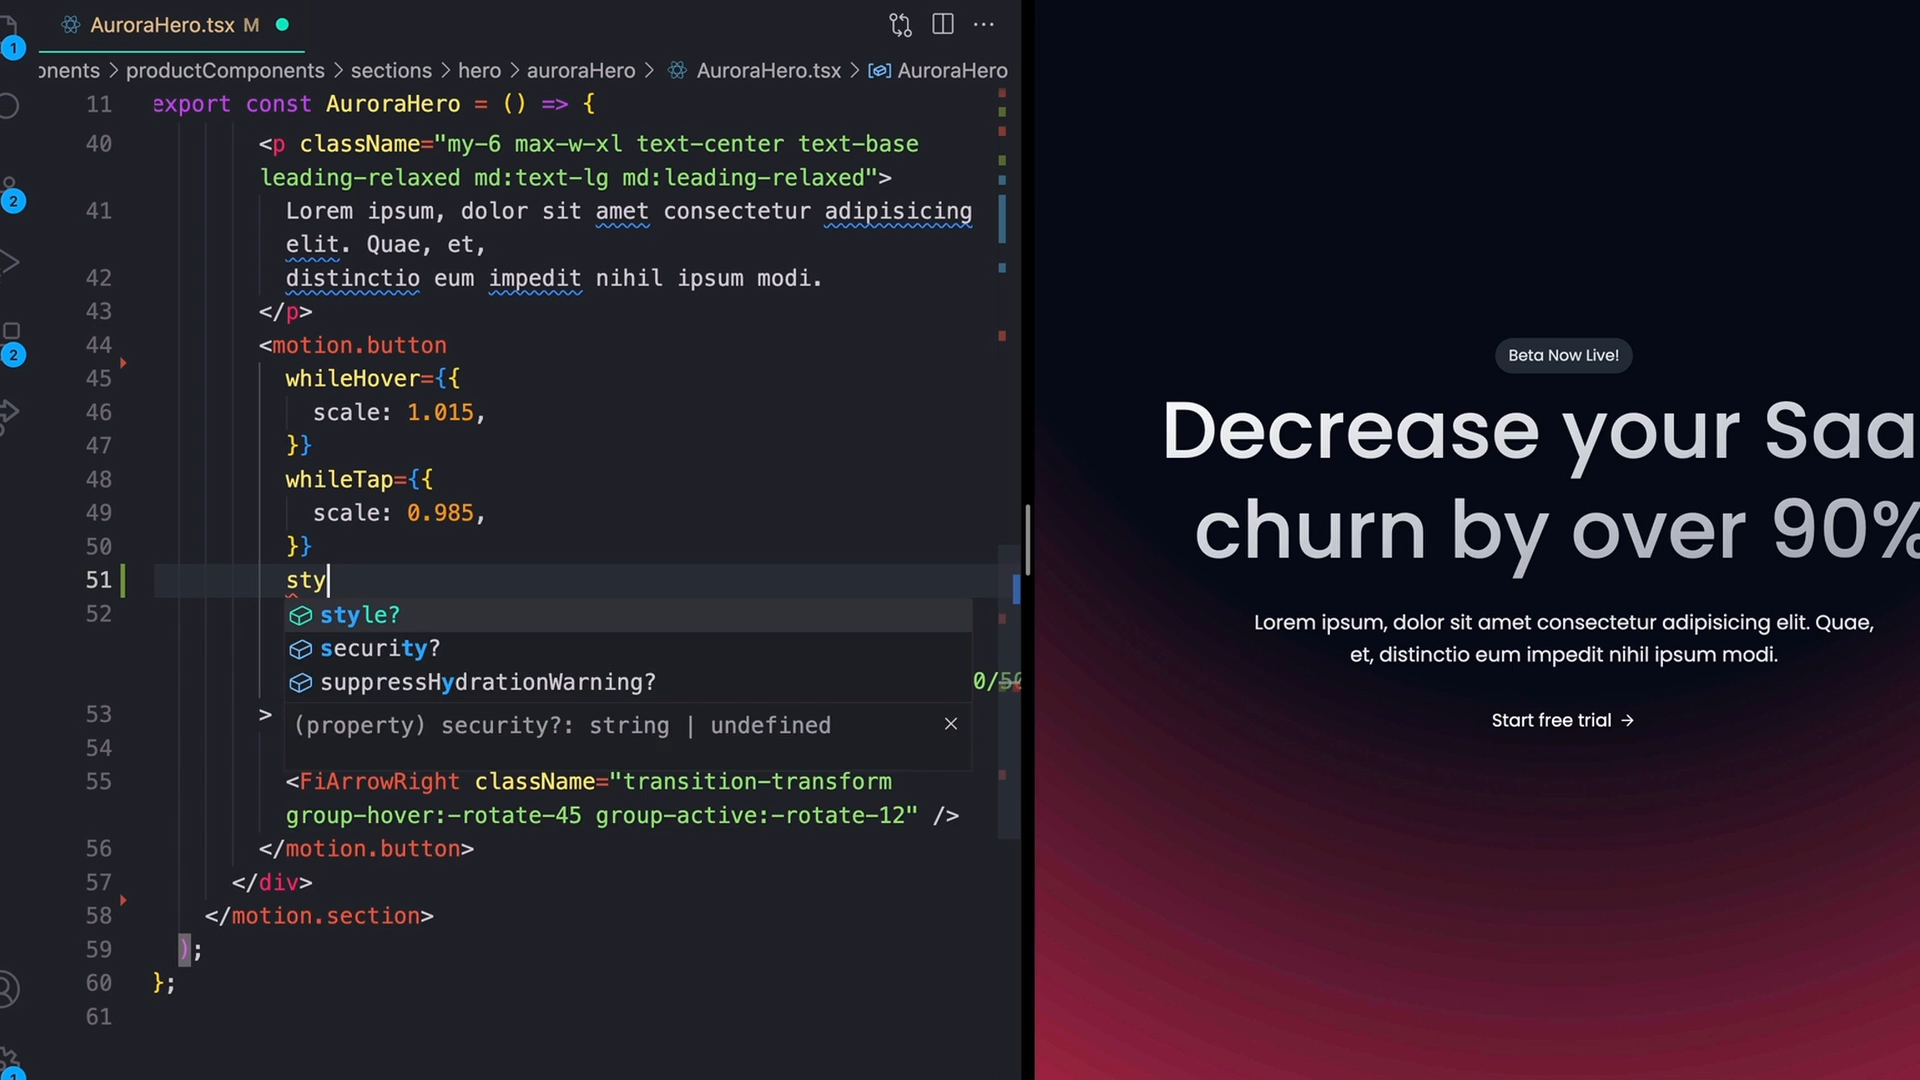 AuroraHero.tsx M
1
onents > productComponents > sections > hero > auroraHero > AuroraHero.tsx > AuroraHero
11 export const AuroraHero = () => {
40 <p className="my-6 max-w-xl text-center text-base
leading-relaxed md:text-lg md:leading-relaxed">
2
41 Lorem ipsum, dolor sit amet consectetur adipisicing
elit. Quae, et,
42 distinctio eum impedit nihil ipsum modi.
43 </p>
44 <motion.button
2
45 whileHover={{
46 scale: 1.015,
47 }}
48 whileTap={{
49 scale: 0.985,
50 }}
51 sty
52
style?
security?
suppressHydrationWarning?
0/50
53 >
(property) security?: string | undefined
54
55 <FiArrowRight className="transition-transform
group-hover:-rotate-45 group-active:-rotate-12" />
56 </motion.button>
57 </div>
58 </motion.section>
59 );
60 };
61
1
Beta Now Live!
Decrease your Saa
churn by over 90%
Lorem ipsum, dolor sit amet consectetur adipisicing elit. Quae,
et, distinctio eum impedit nihil ipsum modi.
Start free trial →